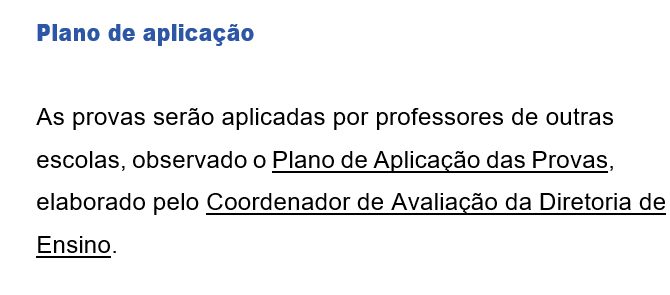 Plano de aplicação
As provas serão aplicadas por professores de outras
escolas, observado o Plano de Aplicação das Provas,
elaborado pelo Coordenador de Avaliação da Diretoria de
Ensino.